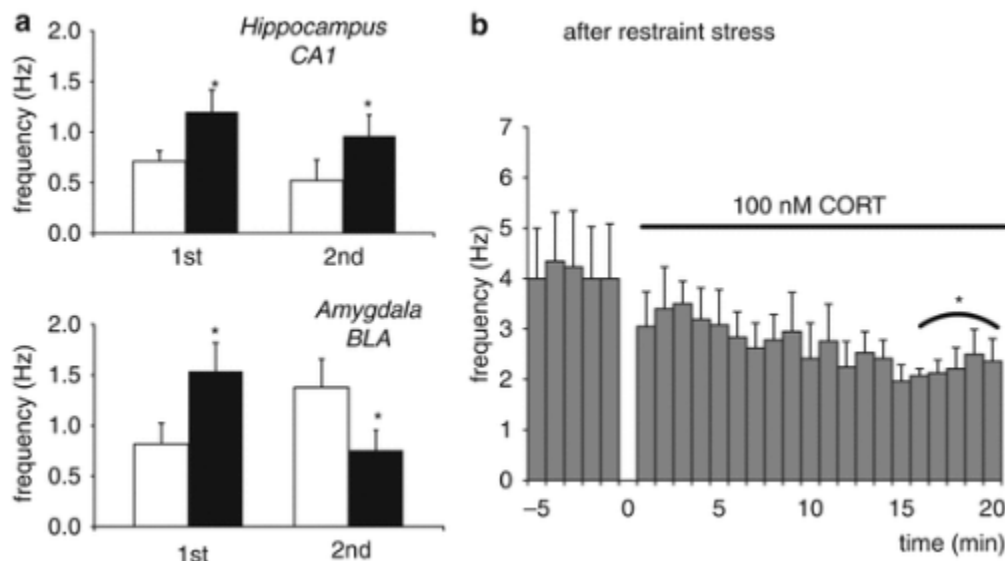 a
Hippocampus
CA1
frequency (Hz)
2.0
1.5
1.0
0.5
0.0
*
*
1st
2nd
Amygdala
BLA
frequency (Hz)
2.0
1.5
1.0
0.5
0.0
*
*
1st
2nd
b
after restraint stress
frequency (Hz)
7
6
5
4
3
2
1
0
100 nM CORT
*
–5
0
5
10
15
20
time (min)